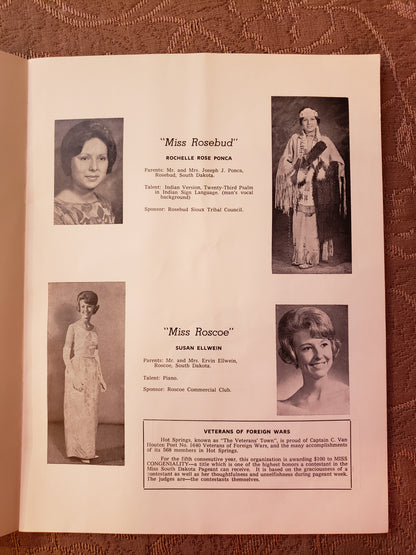 "Miss Rosebud"
ROCHELLE ROSE PONCA
Parents: Mr. and Mrs. Joseph J. Ponca,
Rosebud, South Dakota.
Talent: Indian Version, Twenty-Third Psalm
in Indian Sign Language. (man's vocal
background)
Sponsor: Rosebud Sioux Tribal Council.
"Miss Roscoe"
SUSAN ELLWEIN
Parents: Mr. and Mrs. Ervin Ellwein,
Roscoe, South Dakota.
Talent: Piano.
Sponsor: Roscoe Commercial Club.
VETERANS OF FOREIGN WARS
Hot Springs, known as "The Veterans' Town", is proud of Captain C. Van
Houten Post No. 1640 Veterans of Foreign Wars, and the many accomplishments
of its 568 members in Hot Springs.
For the fifth consecutive year, this organization is awarding $100 to MISS
CONGENIALITY—a title which is one of the highest honors a contestant in the
Miss South Dakota Pageant can receive. It is based on the graciousness of a
contestant as well as her thoughtfulness and unselfishness during pageant week.
The judges are—the contestants themselves.